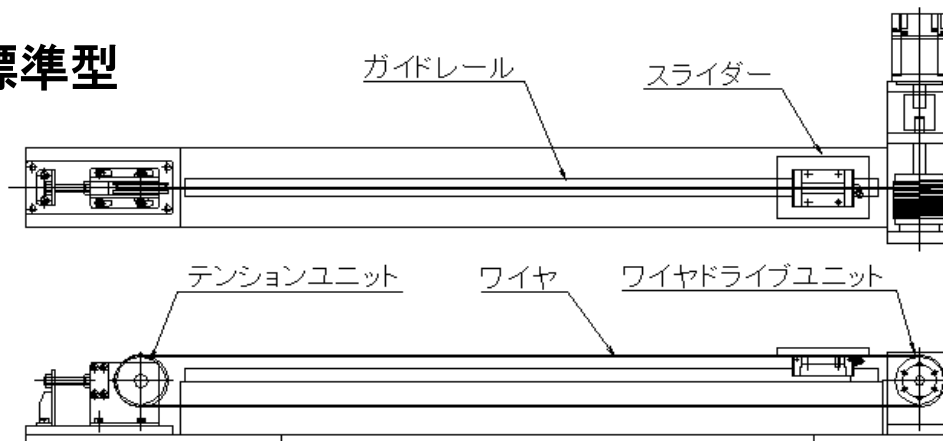 標準型
ガイドレール
スライダー
テンションユニット
ワイヤ
ワイヤドライブユニット